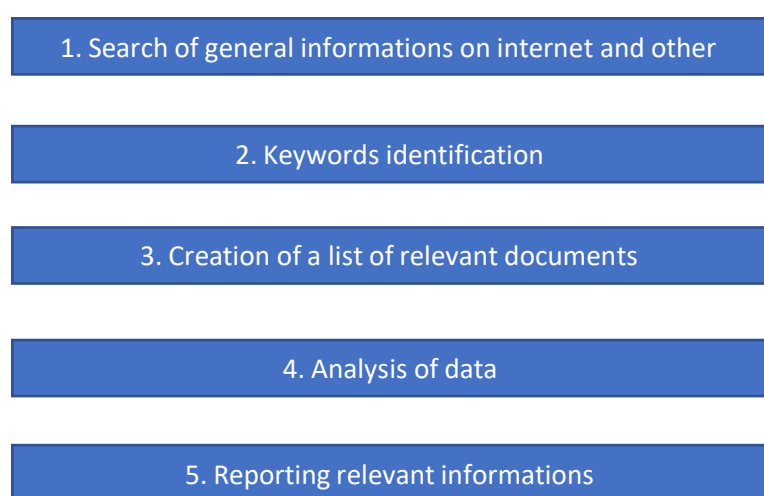 1. Search of general informations on internet and other
2. Keywords identification
3. Creation of a list of relevant documents
4. Analysis of data
5. Reporting relevant informations